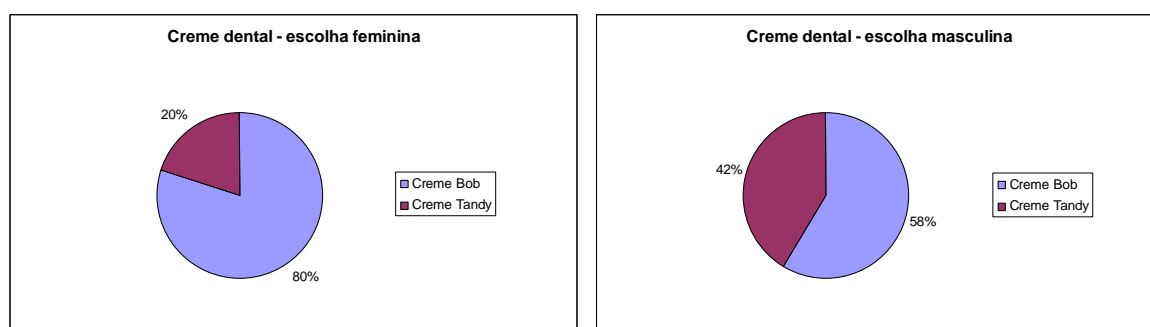 Creme dental - escolha feminina
20%
80%
Creme Bob
Creme Tandy
Creme dental - escolha masculina
42%
58%
Creme Bob
Creme Tandy